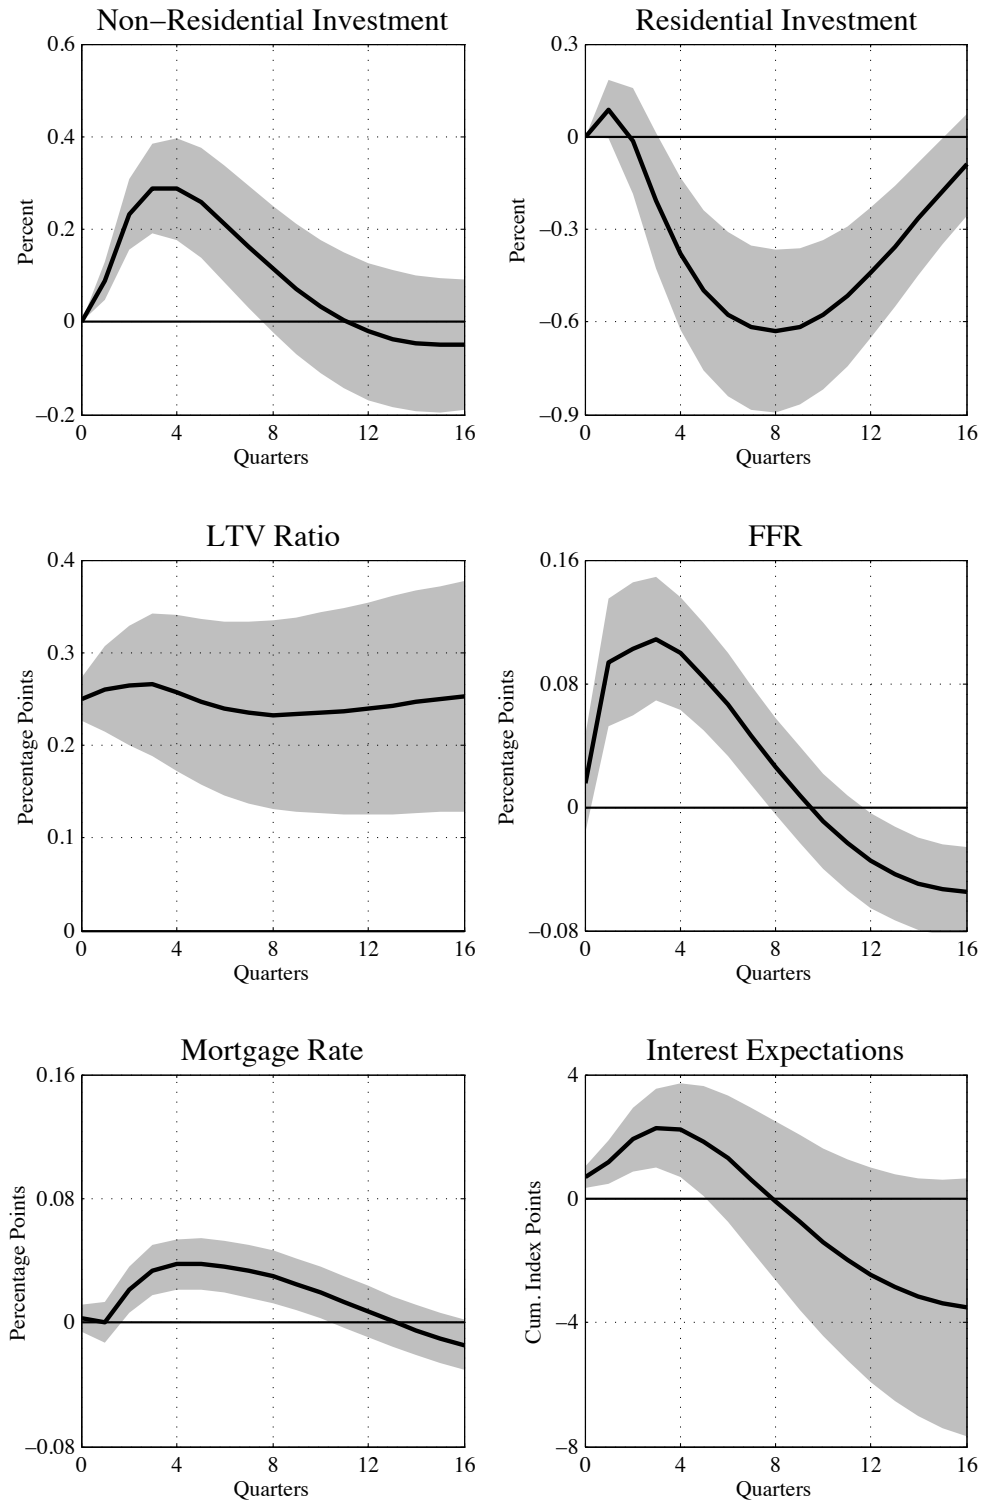 Non−Residential Investment
0.6
0.4
0.2
0
−0.2
Percent
0 4 8 12 16
Quarters
Residential Investment
0.3
0
−0.3
−0.6
−0.9
Percent
0 4 8 12 16
Quarters
LTV Ratio
0.4
0.3
0.2
0.1
0
Percentage Points
0 4 8 12 16
Quarters
FFR
0.16
0.08
0
−0.08
Percentage Points
0 4 8 12 16
Quarters
Mortgage Rate
0.16
0.08
0
−0.08
Percentage Points
0 4 8 12 16
Quarters
Interest Expectations
4
0
−4
−8
Cum. Index Points
0 4 8 12 16
Quarters